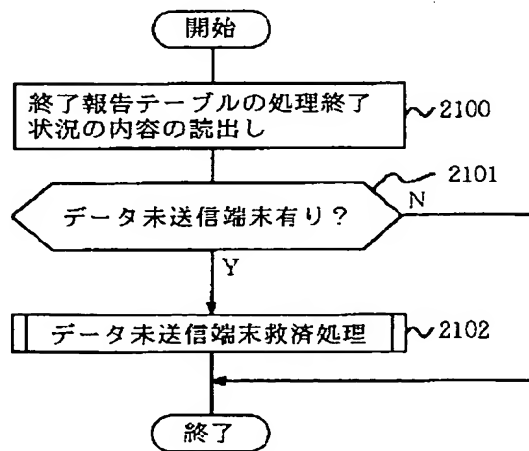 開始
終了報告テーブルの処理終了
状況の内容の読出し
2100
2101
データ未送信端末有り?
N
Y
データ未送信端末救済処理
2102
終了